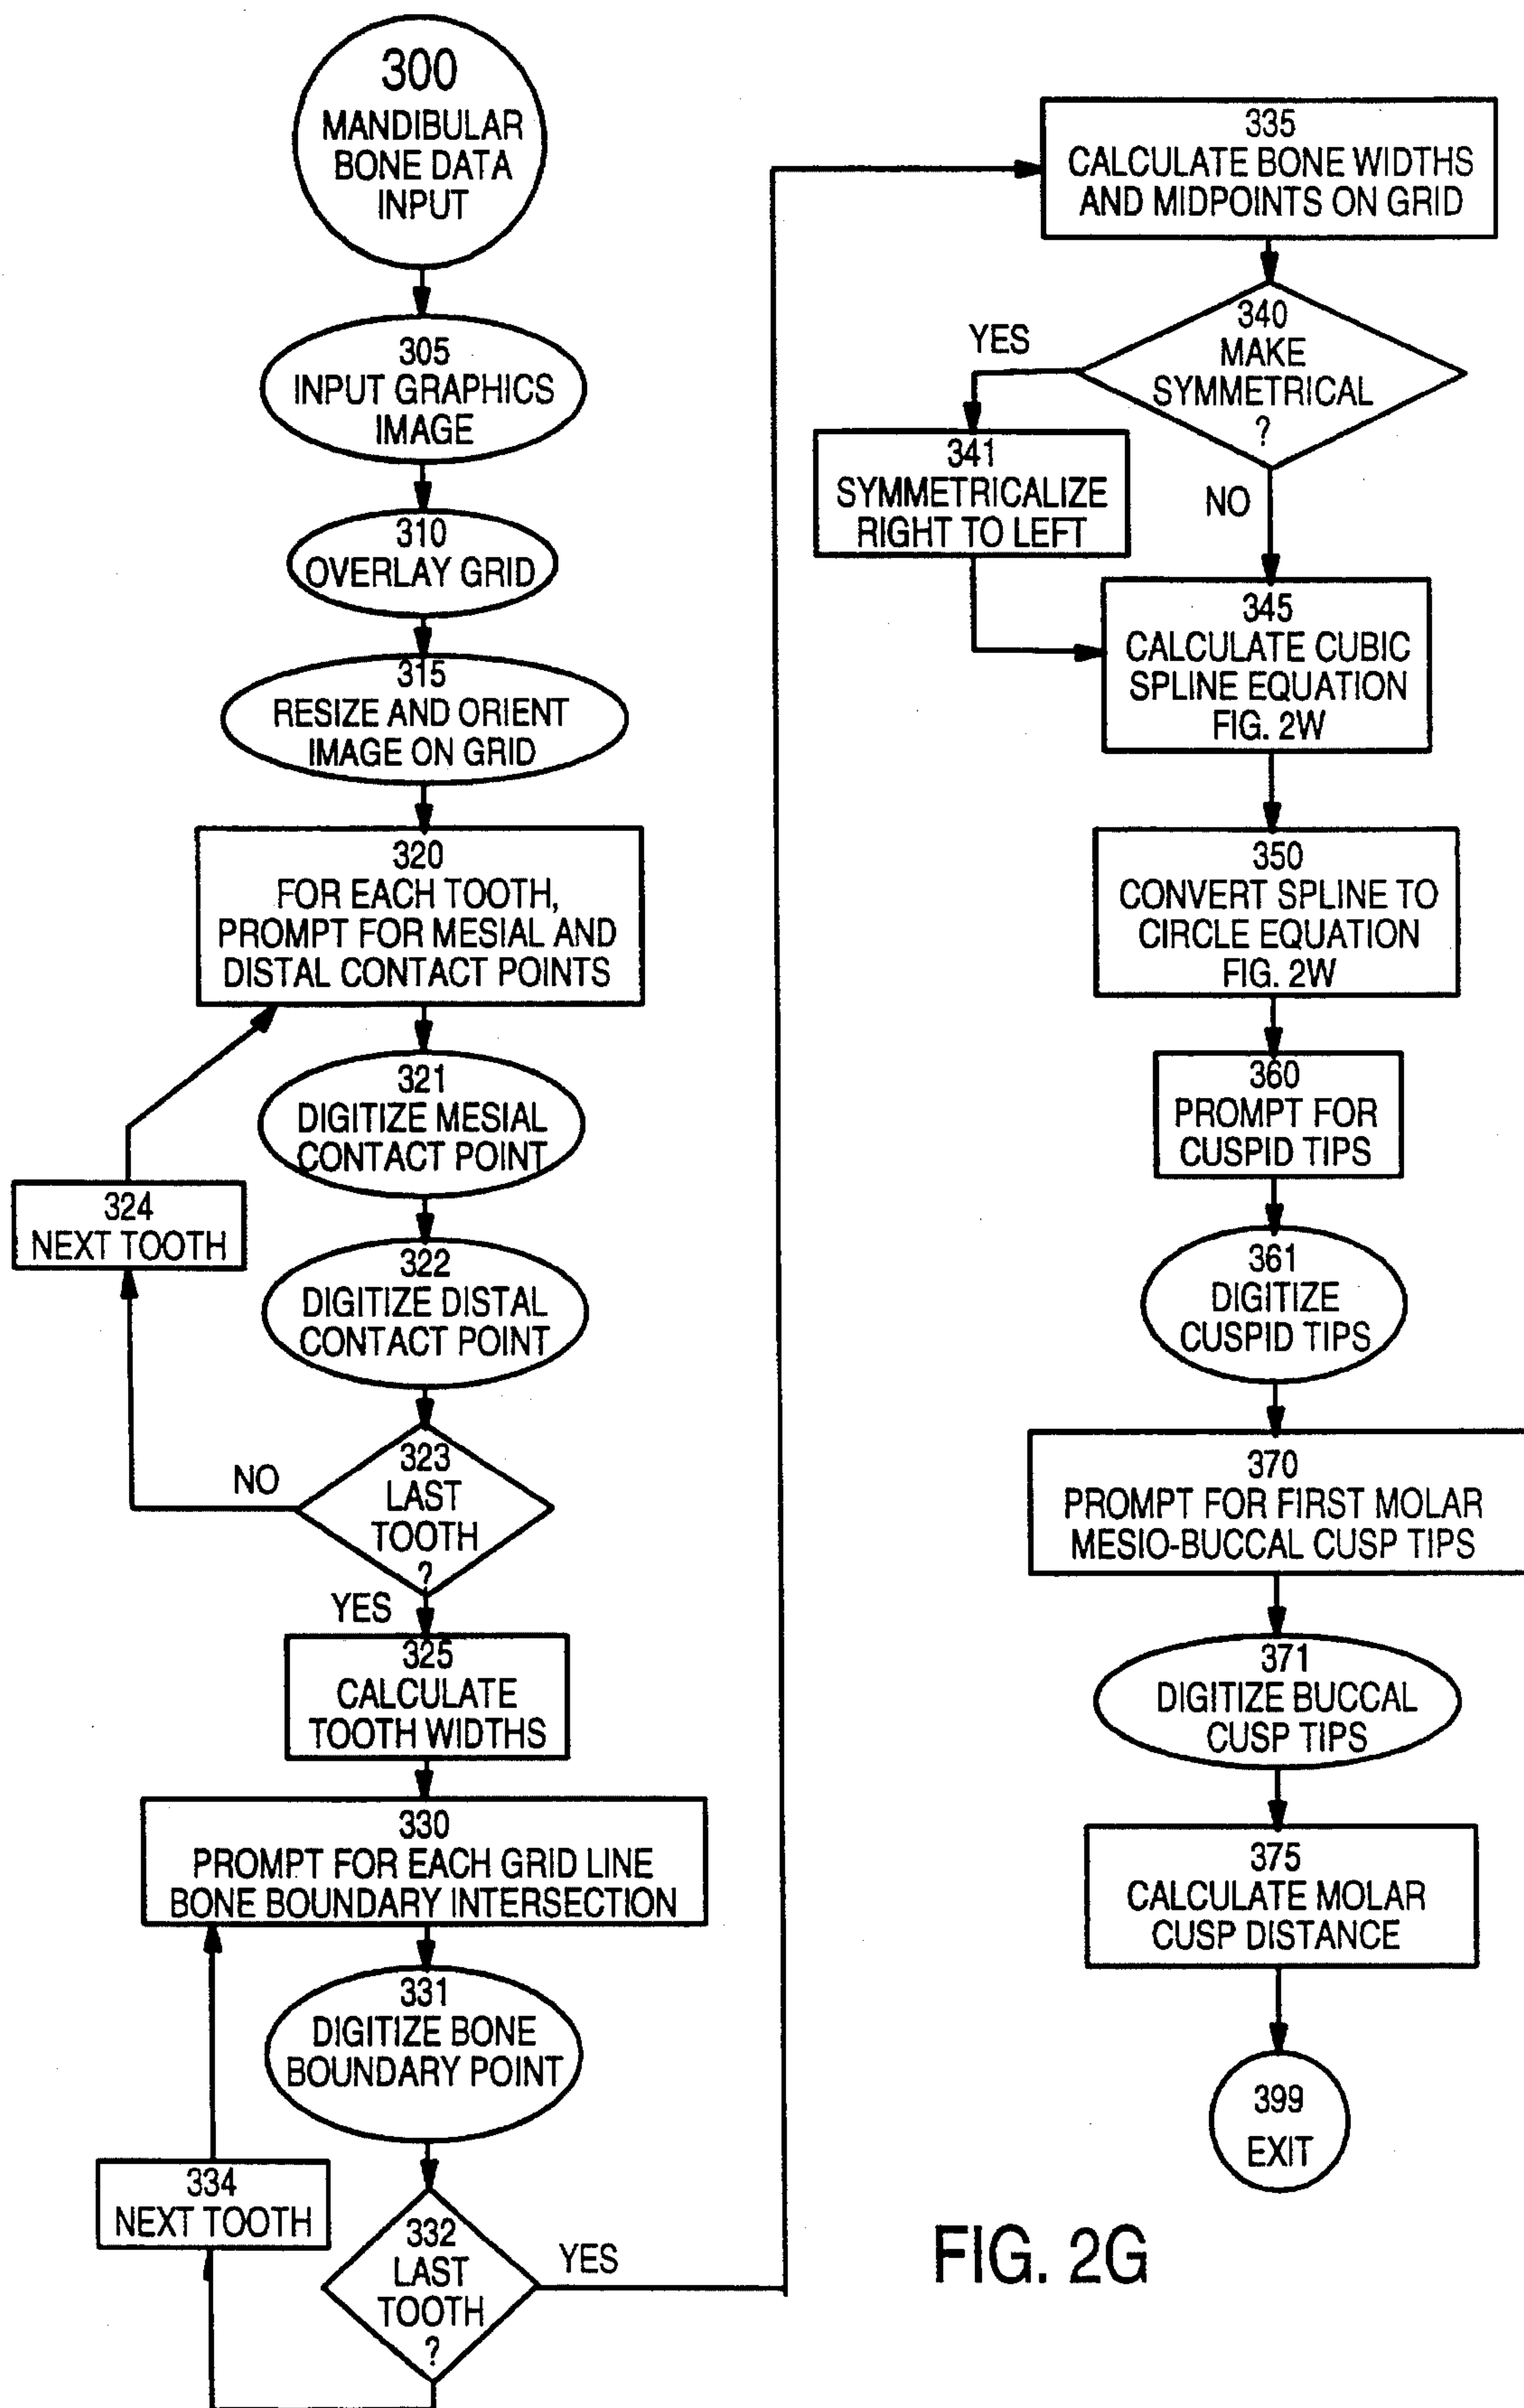 300
MANDIBULAR
BONE DATA
INPUT
305
INPUT GRAPHICS
IMAGE
310
OVERLAY GRID
315
RESIZE AND ORIENT
IMAGE ON GRID
320
FOR EACH TOOTH,
PROMPT FOR MESIAL AND
DISTAL CONTACT POINTS
321
DIGITIZE MESIAL
CONTACT POINT
324
NEXT TOOTH
322
DIGITIZE DISTAL
CONTACT POINT
323
LAST
TOOTH
?
NO
YES
325
CALCULATE
TOOTH WIDTHS
330
PROMPT FOR EACH GRID LINE
BONE BOUNDARY INTERSECTION
331
DIGITIZE BONE
BOUNDARY POINT
334
NEXT TOOTH
332
LAST
TOOTH
?
YES
335
CALCULATE BONE WIDTHS
AND MIDPOINTS ON GRID
340
MAKE
SYMMETRICAL
?
YES
341
SYMMETRICALIZE
RIGHT TO LEFT
NO
345
CALCULATE CUBIC
SPLINE EQUATION
FIG. 2W
350
CONVERT SPLINE TO
CIRCLE EQUATION
FIG. 2W
360
PROMPT FOR
CUSPID TIPS
361
DIGITIZE
CUSPID TIPS
370
PROMPT FOR FIRST MOLAR
MESIO-BUCCAL CUSP TIPS
371
DIGITIZE BUCCAL
CUSP TIPS
375
CALCULATE MOLAR
CUSP DISTANCE
399
EXIT
FIG. 2G